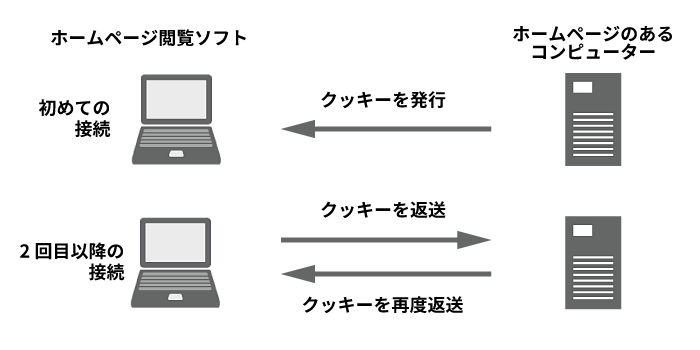 ホームページ閲覧ソフト
ホームページのある
コンピューター
初めての
接続
クッキーを発行
2回目以降の
接続
クッキーを返送
クッキーを再度返送